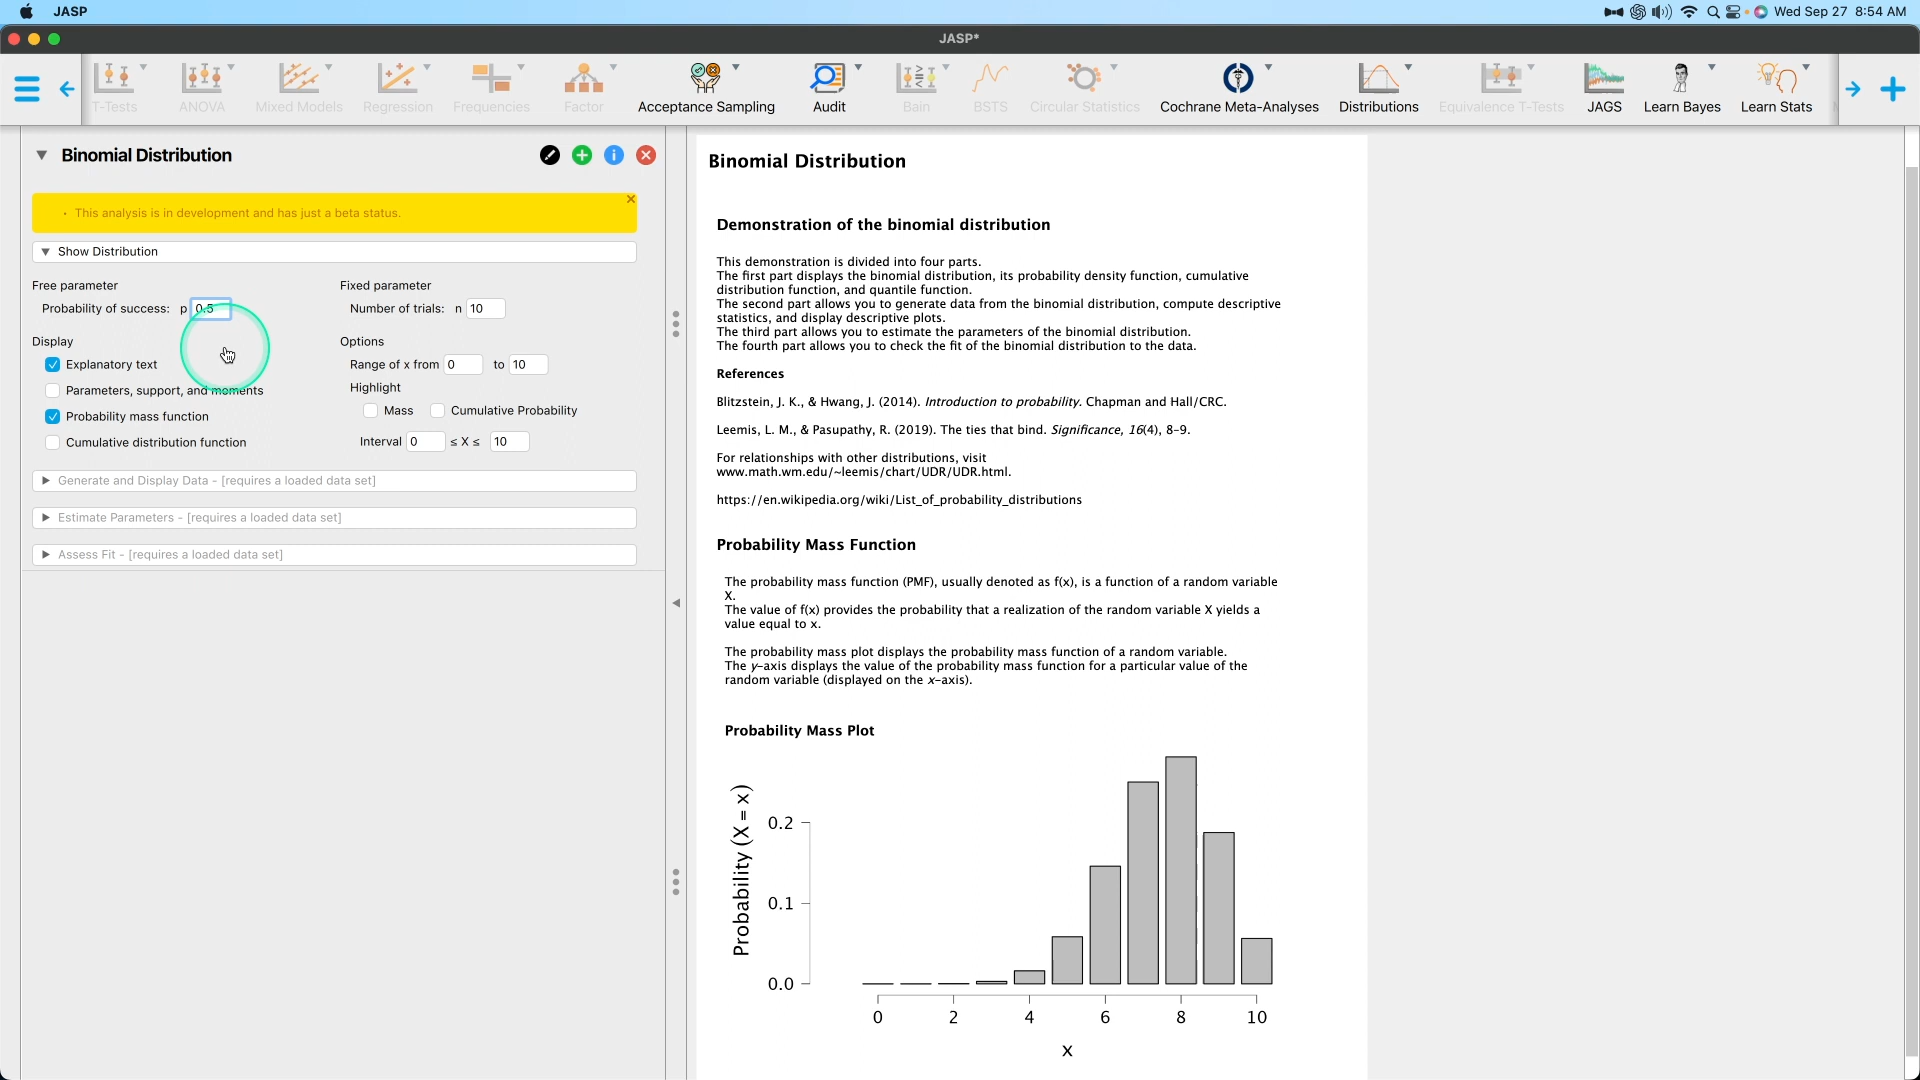 JASP
Wed Sep 27 8:54 AM
JASP*
T-Tests
ANOVA
Mixed Models
Regression
Frequencies
Factor
Acceptance Sampling
Audit
Bain
BSTS
Circular Statistics
Cochrane Meta-Analyses
Distributions
Equivalence T-Tests
JAGS
Learn Bayes
Learn Stats
Binomial Distribution
• This analysis is in development and has just a beta status.
Show Distribution
Free parameter
Probability of success: p 0.5
Fixed parameter
Number of trials: n 10
Display
Explanatory text
Parameters, support, and moments
Probability mass function
Cumulative distribution function
Options
Range of x from 0 to 10
Highlight
Mass Cumulative Probability
Interval 0 ≤ X ≤ 10
Generate and Display Data - [requires a loaded data set]
Estimate Parameters - [requires a loaded data set]
Assess Fit - [requires a loaded data set]
Binomial Distribution
Demonstration of the binomial distribution
This demonstration is divided into four parts.
The first part displays the binomial distribution, its probability density function, cumulative
distribution function, and quantile function.
The second part allows you to generate data from the binomial distribution, compute descriptive
statistics, and display descriptive plots.
The third part allows you to estimate the parameters of the binomial distribution.
The fourth part allows you to check the fit of the binomial distribution to the data.
References
Blitzstein, J. K., & Hwang, J. (2014). Introduction to probability. Chapman and Hall/CRC.
Leemis, L. M., & Pasupathy, R. (2019). The ties that bind. Significance, 16(4), 8-9.
For relationships with other distributions, visit
www.math.wm.edu/~leemis/chart/UDR/UDR.html.
https://en.wikipedia.org/wiki/List_of_probability_distributions
Probability Mass Function
The probability mass function (PMF), usually denoted as f(x), is a function of a random variable
X.
The value of f(x) provides the probability that a realization of the random variable X yields a
value equal to x.
The probability mass plot displays the probability mass function of a random variable.
The y-axis displays the value of the probability mass function for a particular value of the
random variable (displayed on the x-axis).
Probability Mass Plot
Probability (X = x)
0.2
0.1
0.0
0 2 4 6 8 10
X